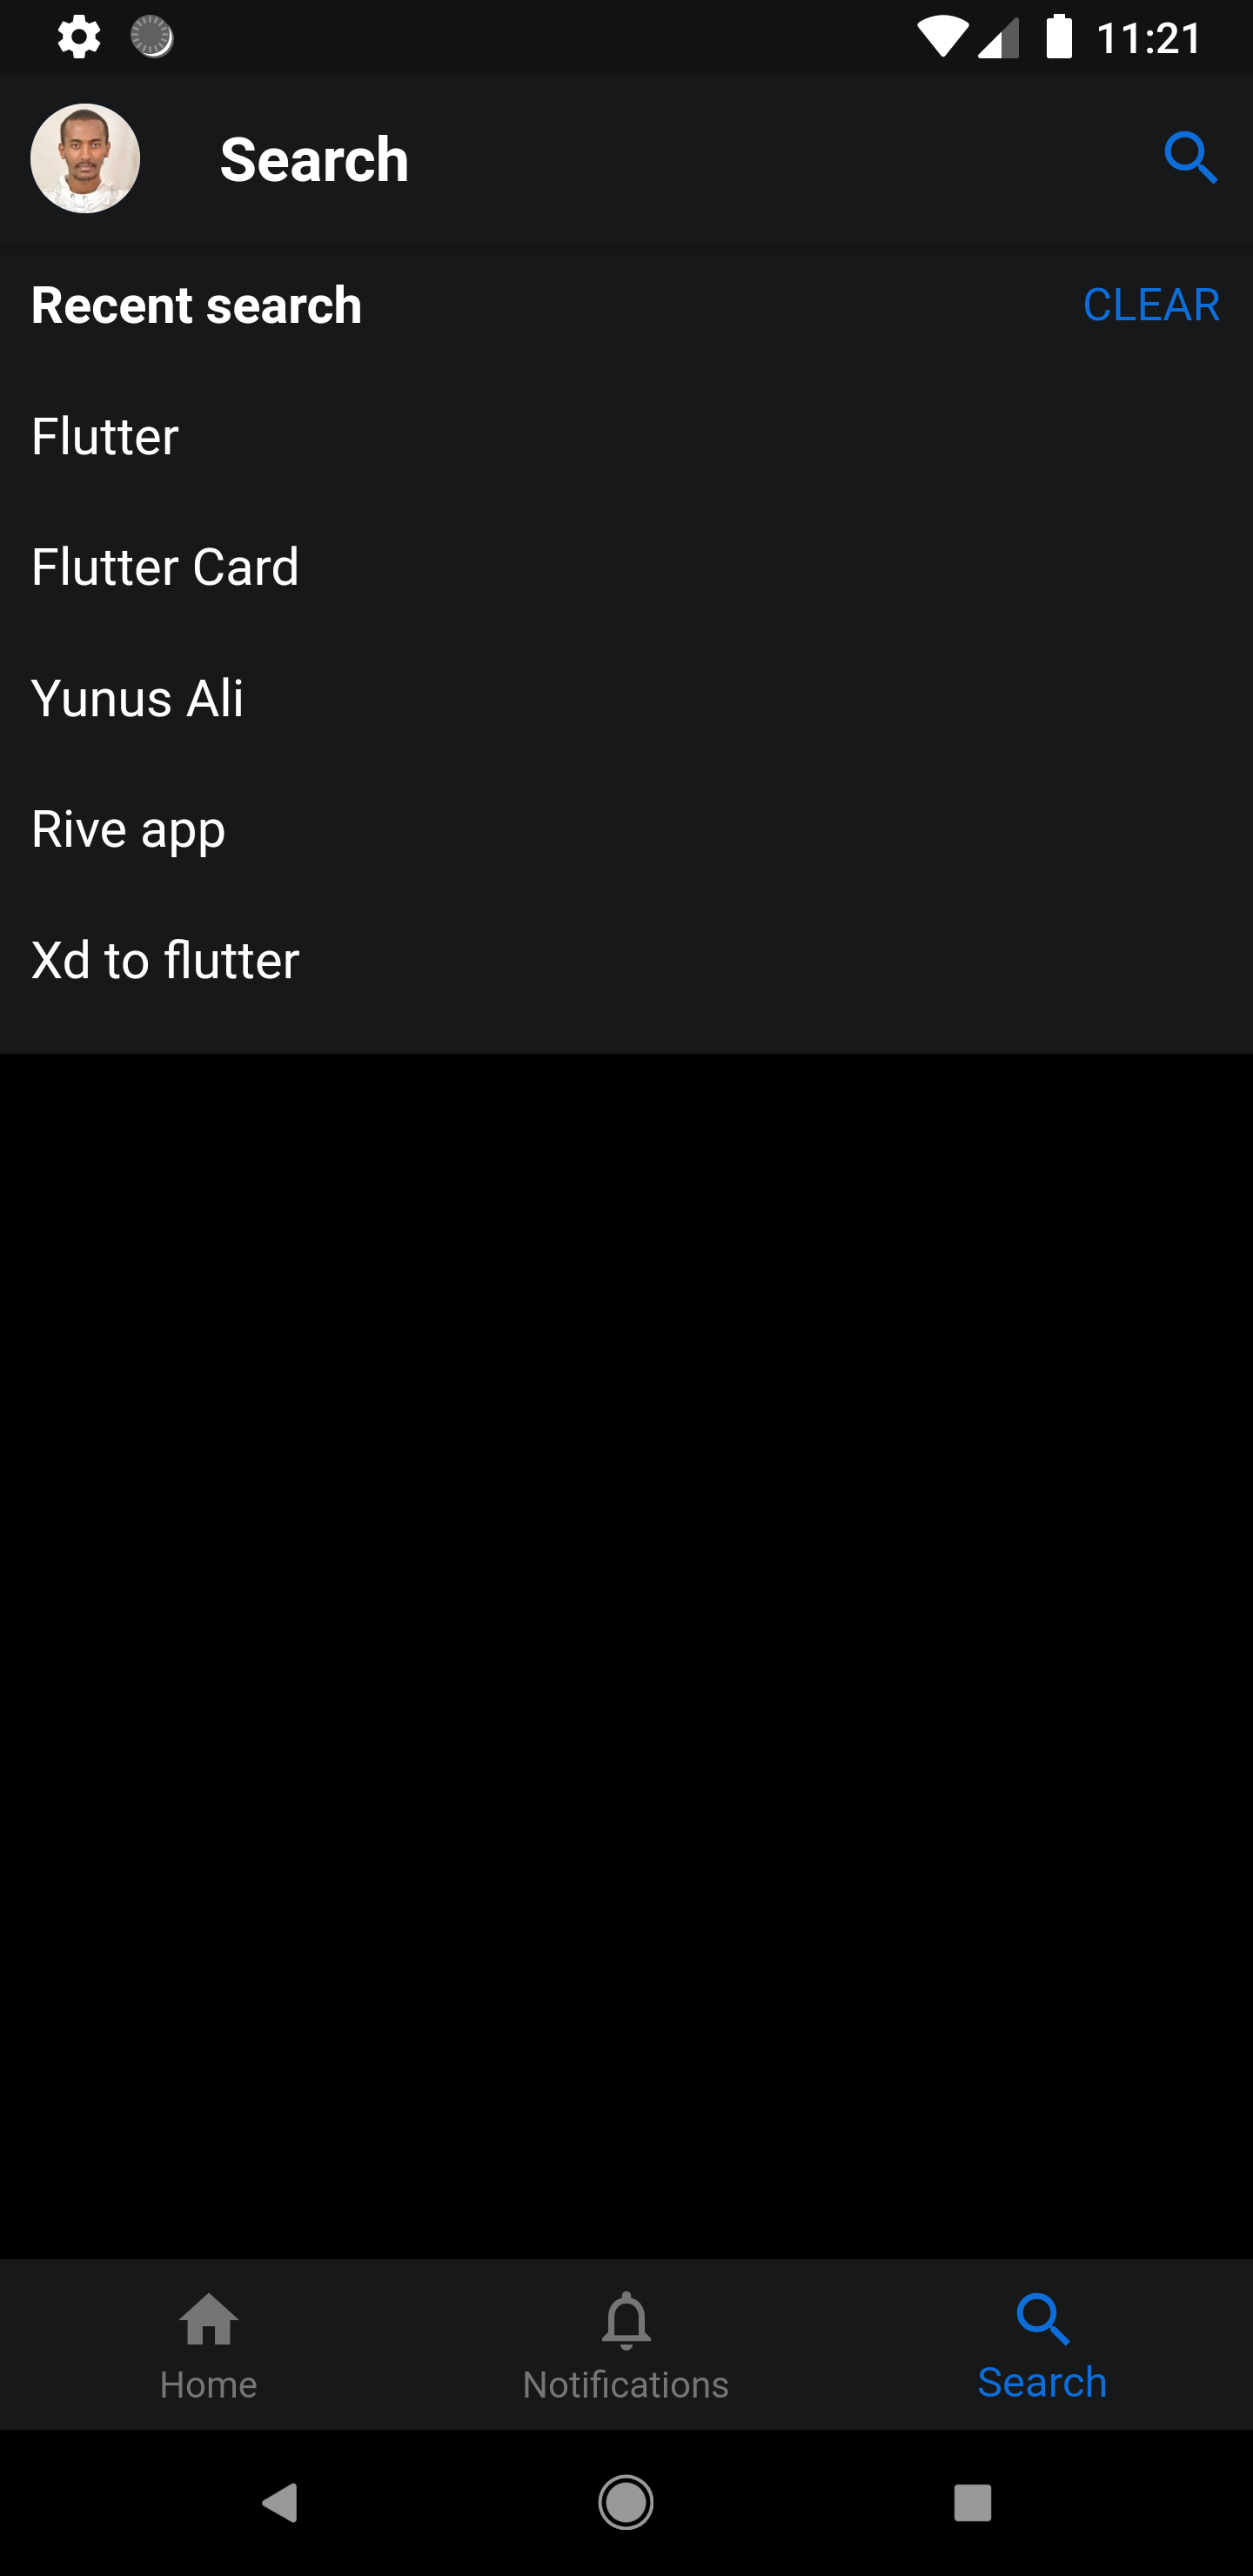 11:21
Search
Recent search
CLEAR
Flutter
Flutter Card
Yunus Ali
Rive app
Xd to flutter
Home
Notifications
Search